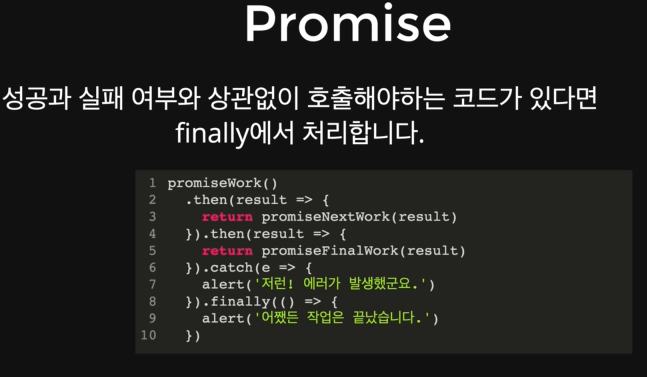 Promise
성공과 실패 여부와 상관없이 호출해야하는 코드가 있다면
finally에서 처리합니다.
1 promiseWork()
2   .then(result => {
3     return promiseNextWork(result)
4   }).then(result => {
5     return promiseFinalWork(result)
6   }).catch(e => {
7     alert('저런! 에러가 발생했군요.')
8   }).finally(() => {
9     alert('어쨌든 작업은 끝났습니다.')
10   })